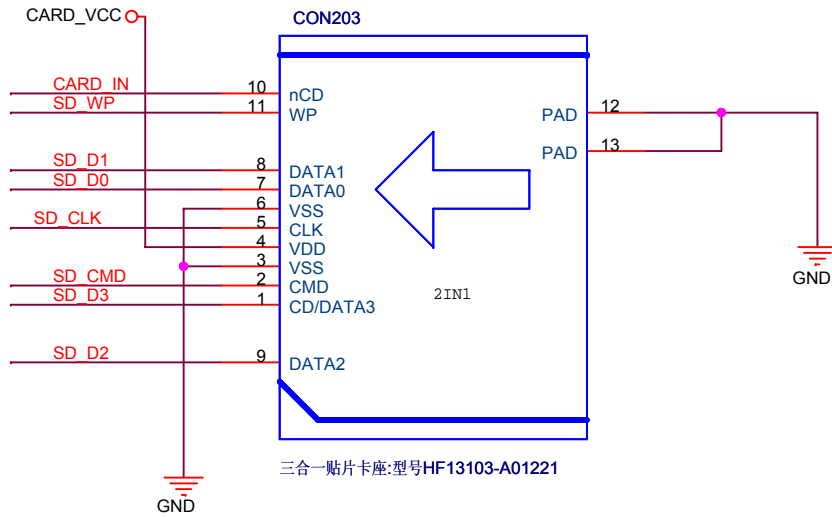 CARD_VCC
CON203
CARD_IN 10 nCD
SD_WP 11 WP
PAD 12
PAD 13
SD_D1 8 DATA1
SD_D0 7 DATA0
6 VSS
SD_CLK 5 CLK
4 VDD
3 VSS
SD_CMD 2 CMD
SD_D3 1 CD/DATA3
2IN1
SD_D2 9 DATA2
GND
三合一贴片卡座:型号HF13103-A01221
GND